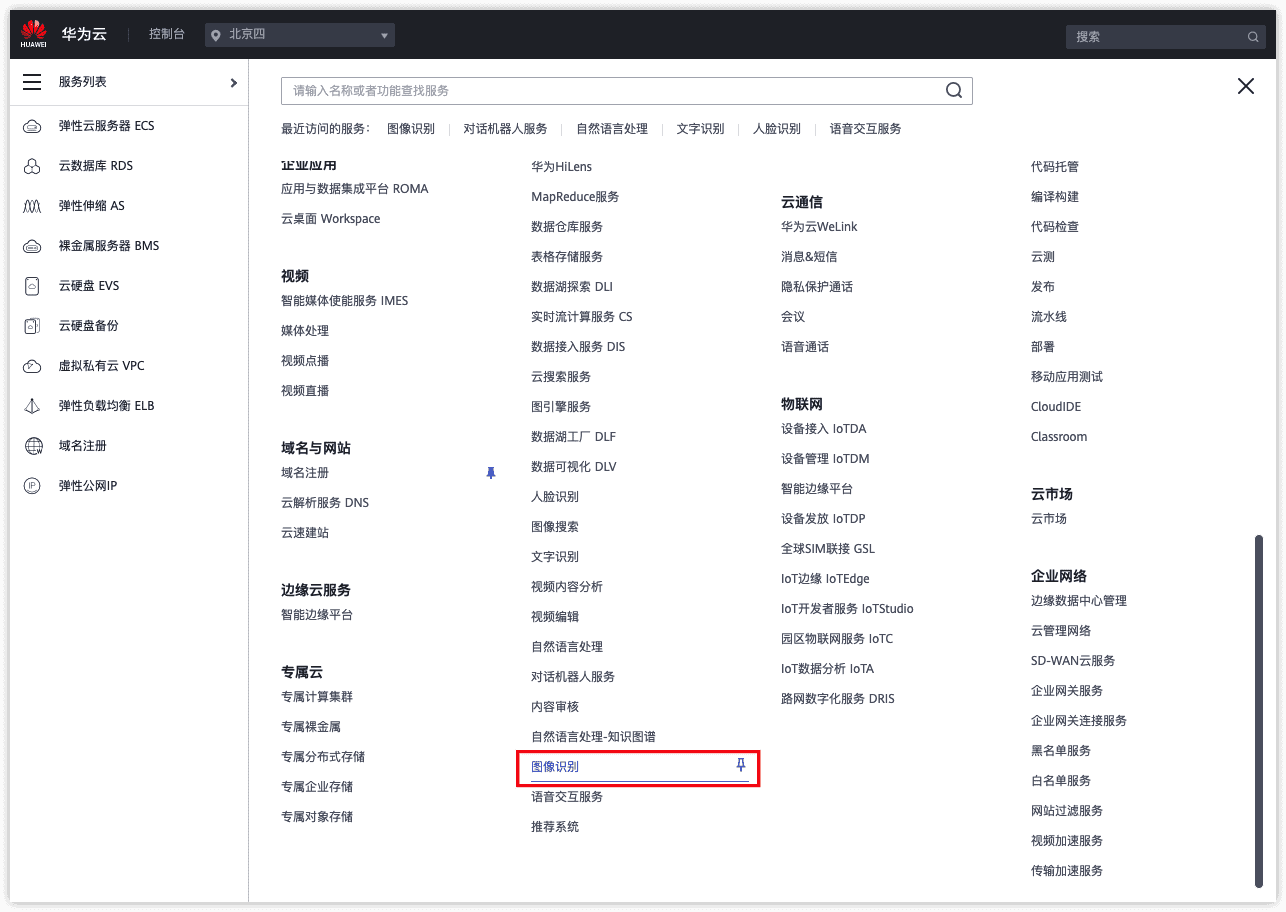 HUAWEI
华为云
控制台
北京四
搜索
服务列表
弹性云服务器 ECS
云数据库 RDS
弹性伸缩 AS
裸金属服务器 BMS
云硬盘 EVS
云硬盘备份
虚拟私有云 VPC
弹性负载均衡 ELB
域名注册
IP
弹性公网IP
请输入名称或者功能查找服务
最近访问的服务：
图像识别
对话机器人服务
自然语言处理
文字识别
人脸识别
语音交互服务
企业应用
应用与数据集成平台 ROMA
云桌面 Workspace
视频
智能媒体使能服务 IMES
媒体处理
视频点播
视频直播
域名与网站
域名注册
云解析服务 DNS
云速建站
边缘云服务
智能边缘平台
专属云
专属计算集群
专属裸金属
专属分布式存储
专属企业存储
专属对象存储
华为HiLens
MapReduce服务
数据仓库服务
表格存储服务
数据湖探索 DLI
实时流计算服务 CS
数据接入服务 DIS
云搜索服务
图引擎服务
数据湖工厂 DLF
数据可视化 DLV
人脸识别
图像搜索
文字识别
视频内容分析
视频编辑
自然语言处理
对话机器人服务
内容审核
自然语言处理-知识图谱
图像识别
语音交互服务
推荐系统
云通信
华为云WeLink
消息&短信
隐私保护通话
会议
语音通话
物联网
设备接入 IoTDA
设备管理 IoTDM
智能边缘平台
设备发放 IoTDP
全球SIM联接 GSL
IoT边缘 IoTEdge
IoT开发者服务 IoTStudio
园区物联网服务 IoTC
IoT数据分析 IoTA
路网数字化服务 DRIS
代码托管
编译构建
代码检查
云测
发布
流水线
部署
移动应用测试
CloudIDE
Classroom
云市场
云市场
企业网络
边缘数据中心管理
云管理网络
SD-WAN云服务
企业网关服务
企业网关连接服务
黑名单服务
白名单服务
网站过滤服务
视频加速服务
传输加速服务